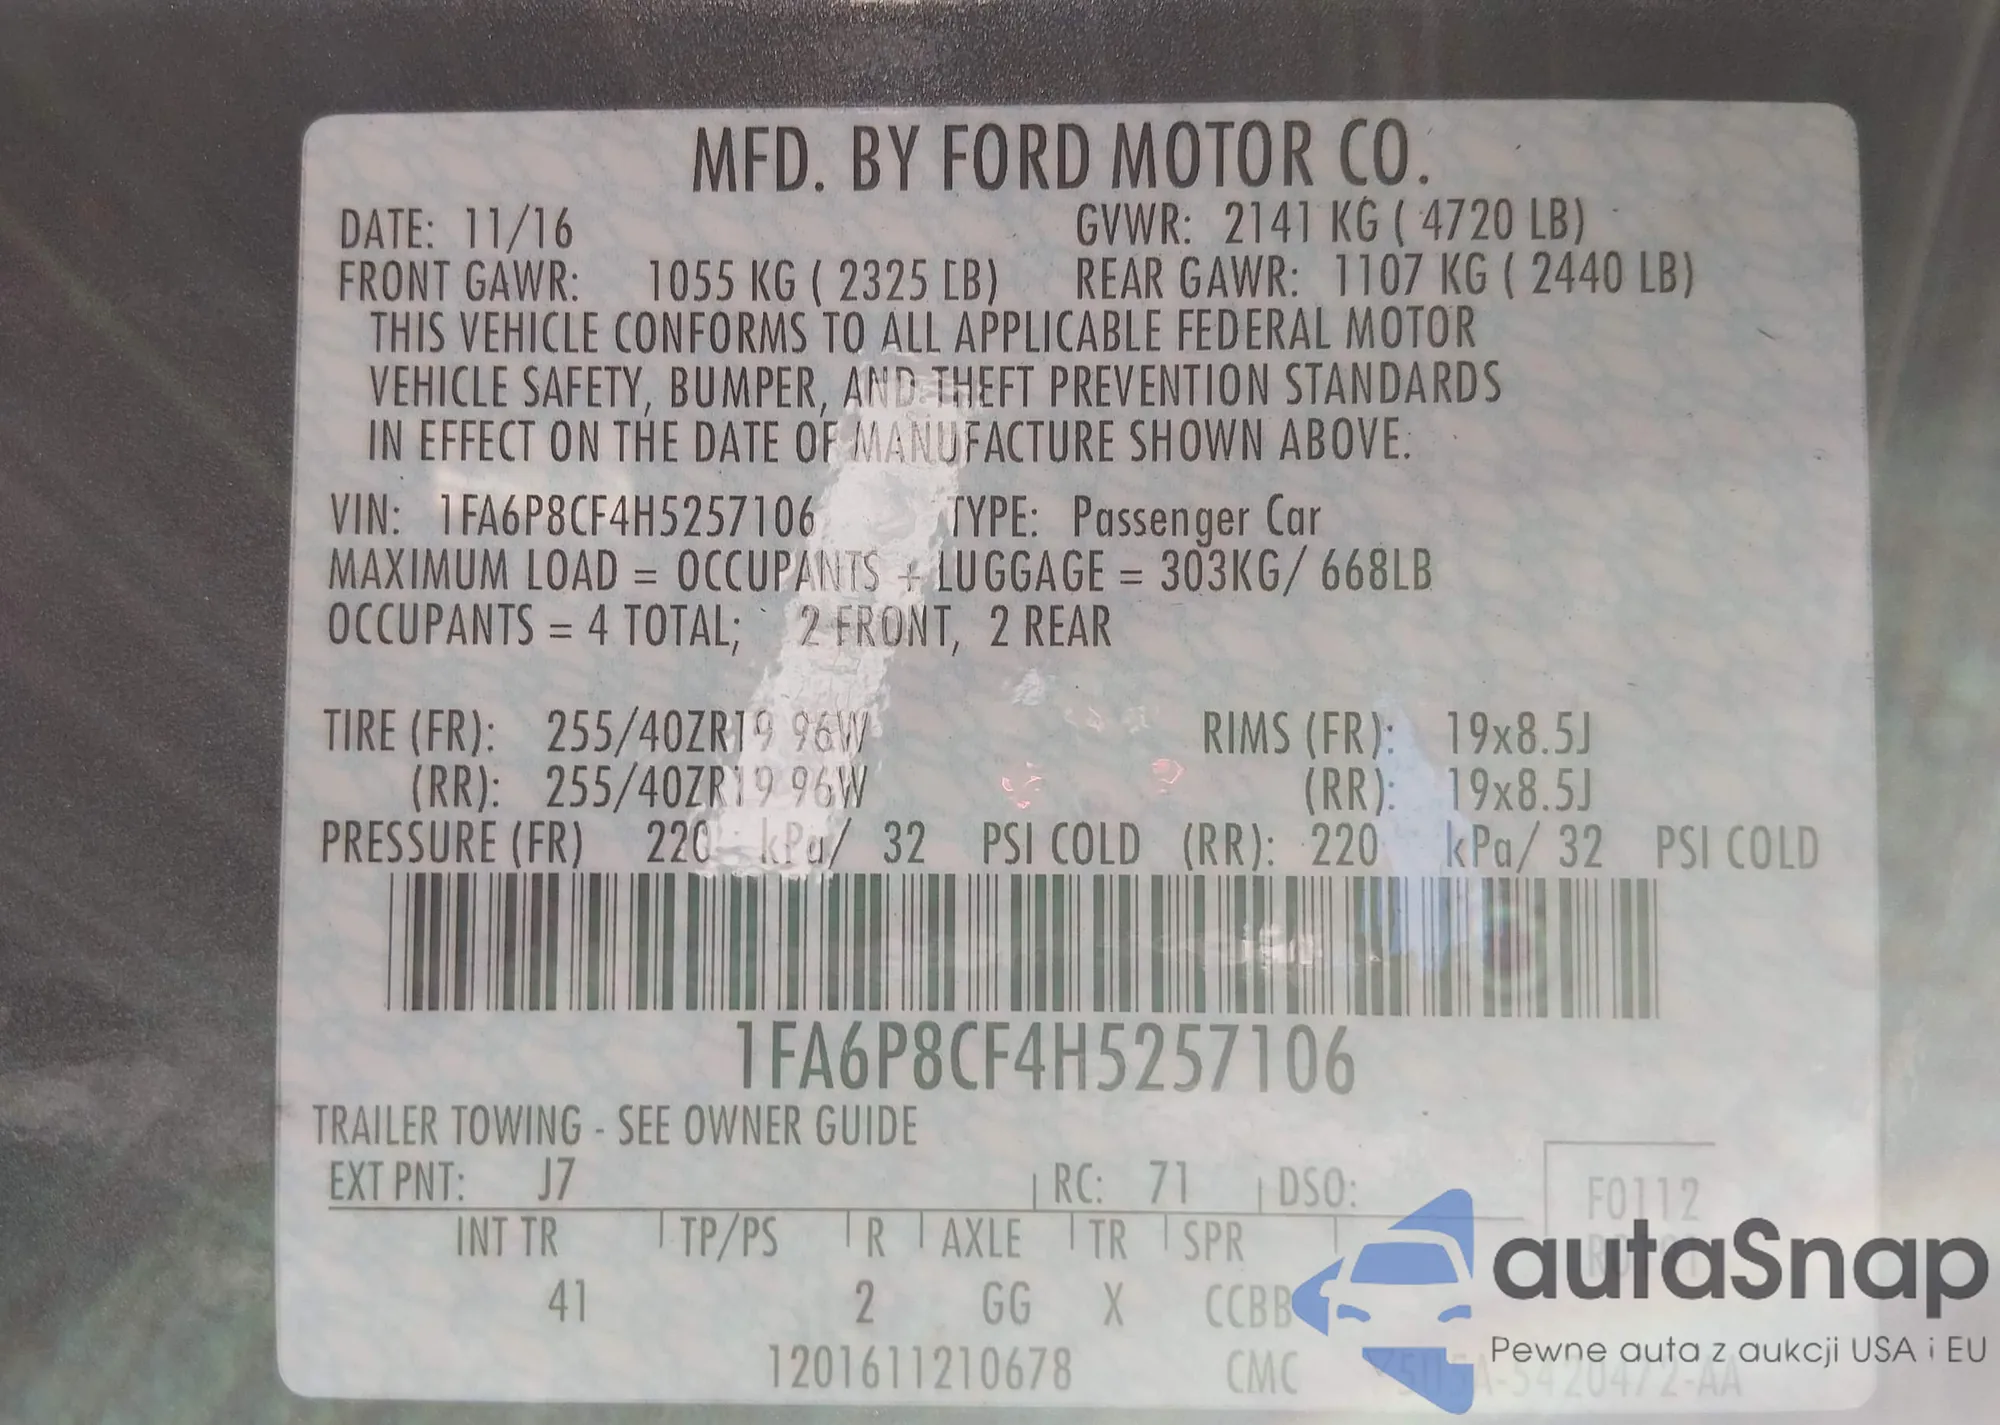 MFD. BY FORD MOTOR CO.
DATE: 11/16 GVWR: 2141 KG ( 4720 LB)
FRONT GAWR: 1055 KG ( 2325 LB) REAR GAWR: 1107 KG ( 2440 LB)
THIS VEHICLE CONFORMS TO ALL APPLICABLE FEDERAL MOTOR
VEHICLE SAFETY, BUMPER, AND THEFT PREVENTION STANDARDS
IN EFFECT ON THE DATE OF MANUFACTURE SHOWN ABOVE.
VIN: 1FA6P8CF4H5257106 TYPE: Passenger Car
MAXIMUM LOAD = OCCUPANTS + LUGGAGE = 303KG/ 668LB
OCCUPANTS = 4 TOTAL; 2 FRONT, 2 REAR
TIRE (FR): 255/40ZR19 96W RIMS (FR): 19x8.5J
(RR): 255/40ZR19 96W (RR): 19x8.5J
PRESSURE (FR) 220 kPa/ 32 PSI COLD (RR): 220 kPa/ 32 PSI COLD
1FA6P8CF4H5257106
TRAILER TOWING - SEE OWNER GUIDE
EXT PNT: J7 RC: 71 DSO: F0112
INT TR TP/PS R AXLE TR SPR
41 2 GG X CCBB
1201611210678 CMC
autaSnap
Pewne auta z aukcji USA i EU